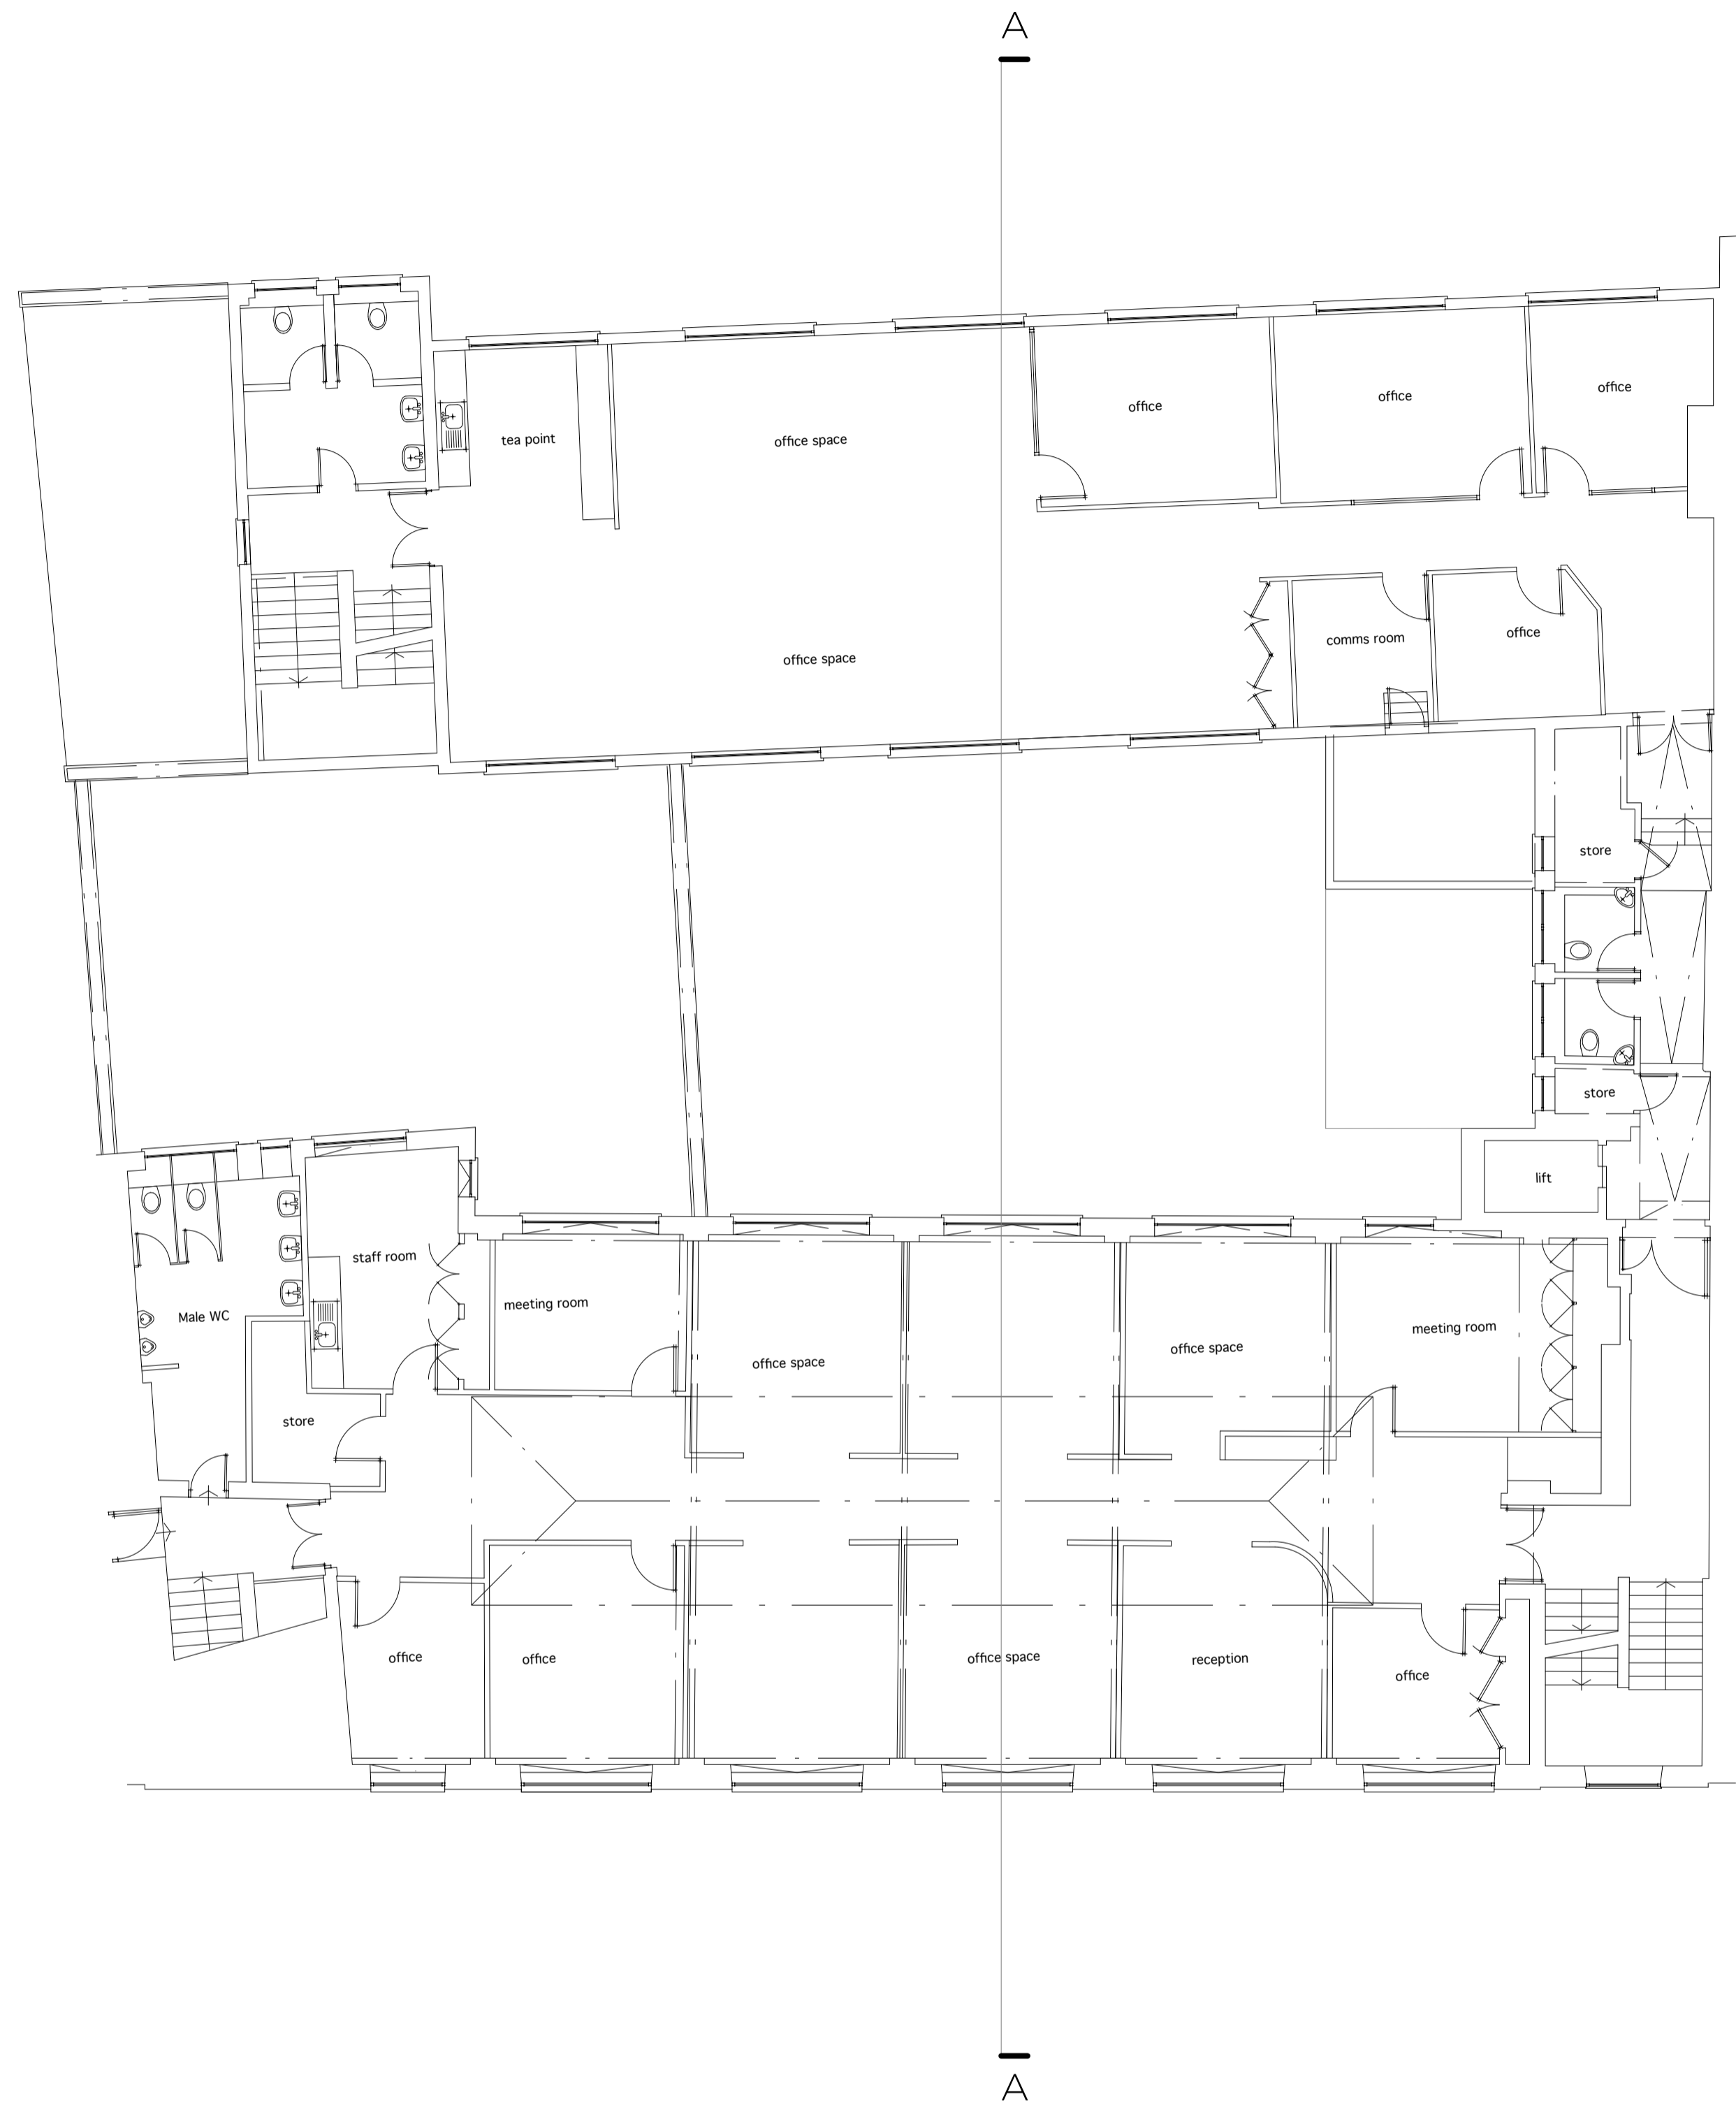 A
office
office
office
office space
tea point
office
comms room
office space
store
store
lift
staff room
meeting room
Male WC
meeting room
office space
office space
store
office
office
office space
reception
office
A